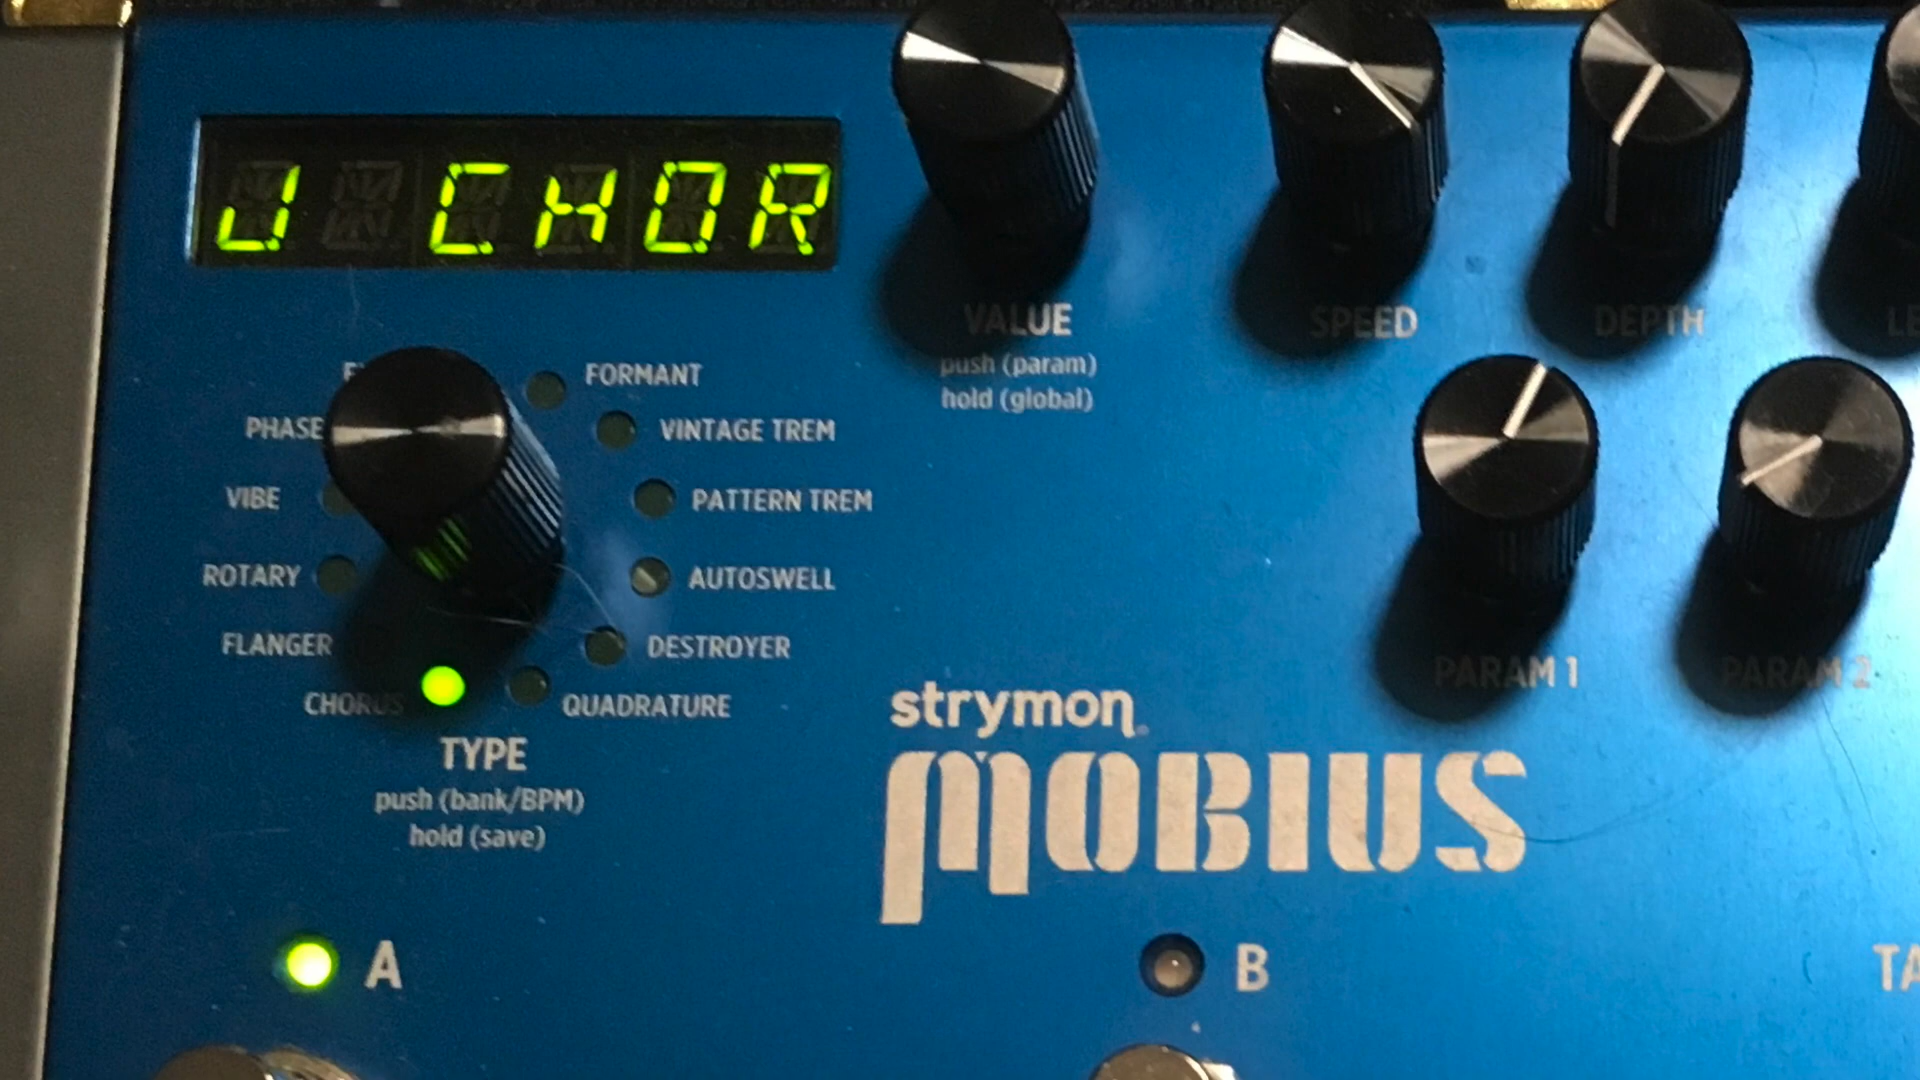 J CHOR
VALUE
push (param)
hold (global)
SPEED
DEPTH
FORMANT
PHASE
VINTAGE TREM
VIBE
PATTERN TREM
ROTARY
AUTOSWELL
FLANGER
DESTROYER
CHORUS
QUADRATURE
TYPE
push (bank/BPM)
hold (save)
PARAM 1
PARAM 2
strymon
MOBIUS
A
B